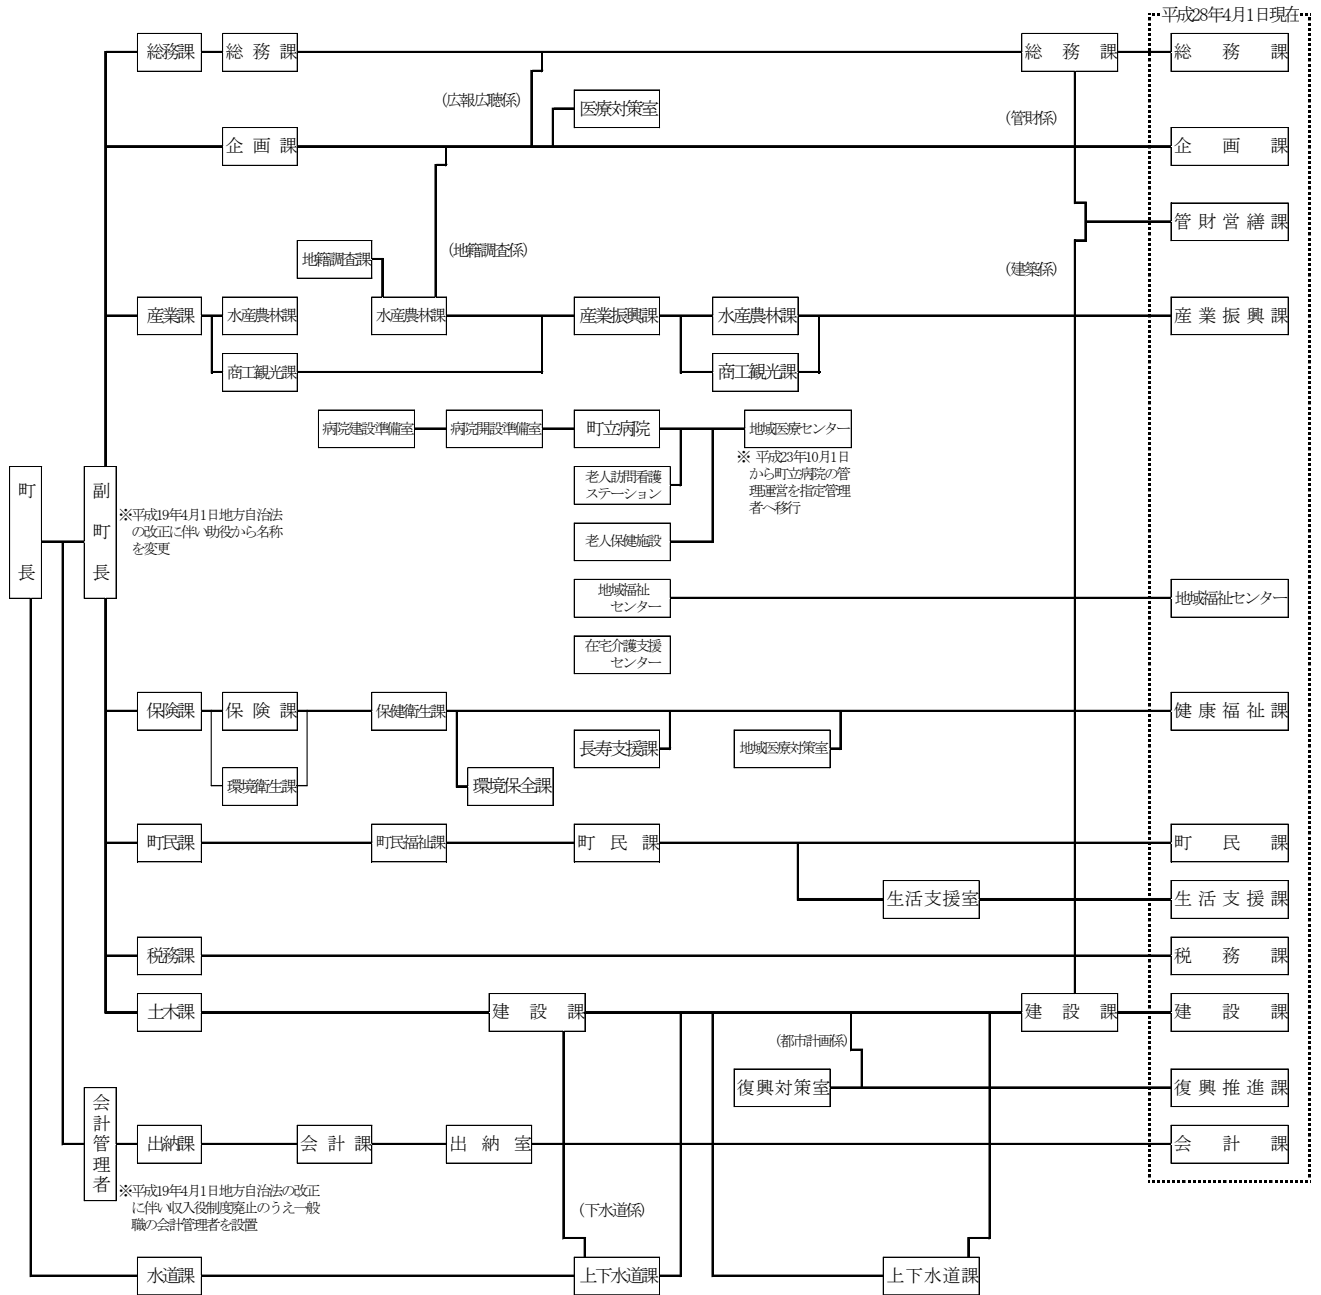 平成28年4月1日現在
総務課
総務課
総務課
総務課
(広報広聴係)
医療対策室
(管財係)
企画課
企画課
管財営繕課
地籍調査課
(地籍調査係)
(建築係)
産業課
水産農林課
水産農林課
産業振興課
水産農林課
産業振興課
商工観光課
商工観光課
病院建設準備室
病院開設準備室
町立病院
地域医療センター
※ 平成23年10月1日
から町立病院の管
理運営を指定管理
者へ移行
老人訪問看護
ステーション
町長
副町長
※平成19年4月1日地方自治法
の改正に伴い助役から名称
を変更
老人保健施設
地域福祉
センター
地域福祉センター
在宅介護支援
センター
保険課
保険課
保健衛生課
健康福祉課
長寿支援課
地域医療対策室
環境衛生課
環境保全課
町民課
町民福祉課
町民課
町民課
生活支援室
生活支援課
税務課
税務課
土木課
建設課
建設課
建設課
(都市計画係)
復興対策室
復興推進課
会計管理者
出納課
会計課
出納室
会計課
※平成19年4月1日地方自治法の改正
に伴い収入役制度廃止のうえ一般
職の会計管理者を設置
(下水道係)
水道課
上下水道課
上下水道課